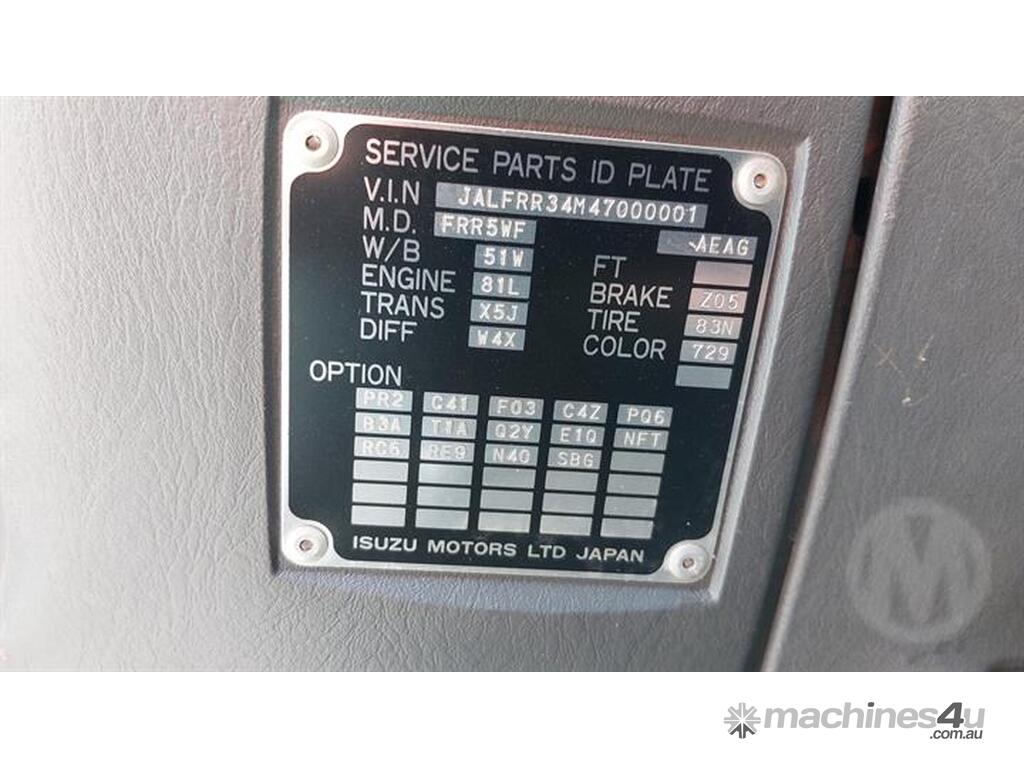 SERVICE PARTS ID PLATE
V.I.N JALFRR34M47000001
M.D. FRR5WF AEAG
W/B 51W FT
ENGINE 81L BRAKE Z05
TRANS X5J TIRE 83N
DIFF W4X COLOR 729
OPTION
PR2 C41 F03 C4Z PQ6
B3A T1A Q2Y E1Q NFT
RC6 RE9 N40 SBG
ISUZU MOTORS LTD JAPAN
M
machines4u
.com.au